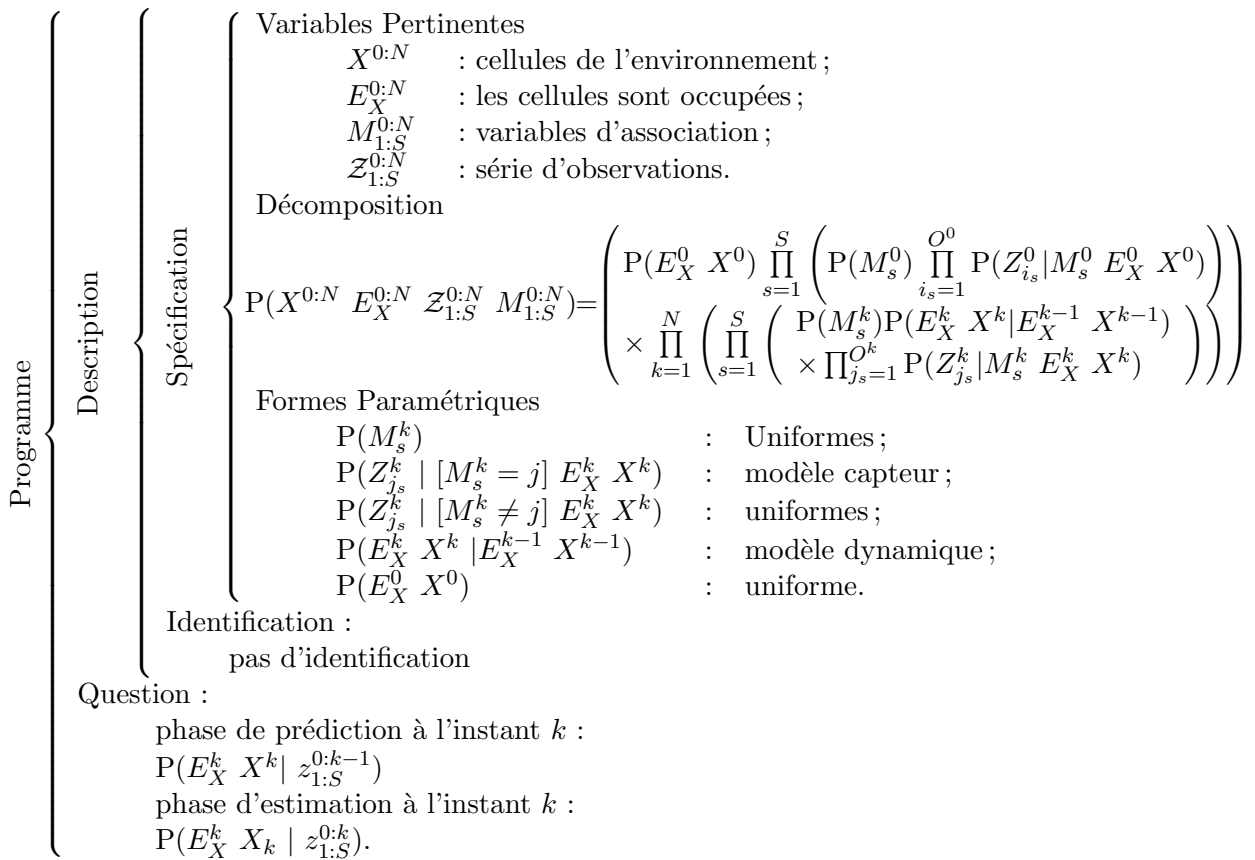 Programme
Description
Spécification
Variables Pertinentes
X^{0:N} : cellules de l'environnement ;
E_X^{0:N} : les cellules sont occupées ;
M_{1:S}^{0:N} : variables d'association ;
\mathcal{Z}_{1:S}^{0:N} : série d'observations.
Décomposition
P(X^{0:N} E_X^{0:N} \mathcal{Z}_{1:S}^{0:N} M_{1:S}^{0:N}) = ( P(E_X^0 X^0) ∏_{s=1}^{S} ( P(M_s^0) ∏_{i_s=1}^{O^0} P(Z_{i_s}^0 | M_s^0 E_X^0 X^0) )
× ∏_{k=1}^{N} ( ∏_{s=1}^{S} ( P(M_s^k)P(E_X^k X^k | E_X^{k-1} X^{k-1})
× ∏_{j_s=1}^{O^k} P(Z_{j_s}^k | M_s^k E_X^k X^k) ) ) )
Formes Paramétriques
P(M_s^k) : Uniformes ;
P(Z_{j_s}^k | [M_s^k = j] E_X^k X^k) : modèle capteur ;
P(Z_{j_s}^k | [M_s^k ≠ j] E_X^k X^k) : uniformes ;
P(E_X^k X^k | E_X^{k-1} X^{k-1}) : modèle dynamique ;
P(E_X^0 X^0) : uniforme.
Identification :
pas d'identification
Question :
phase de prédiction à l'instant k :
P(E_X^k X^k | z_{1:S}^{0:k-1})
phase d'estimation à l'instant k :
P(E_X^k X_k | z_{1:S}^{0:k}).